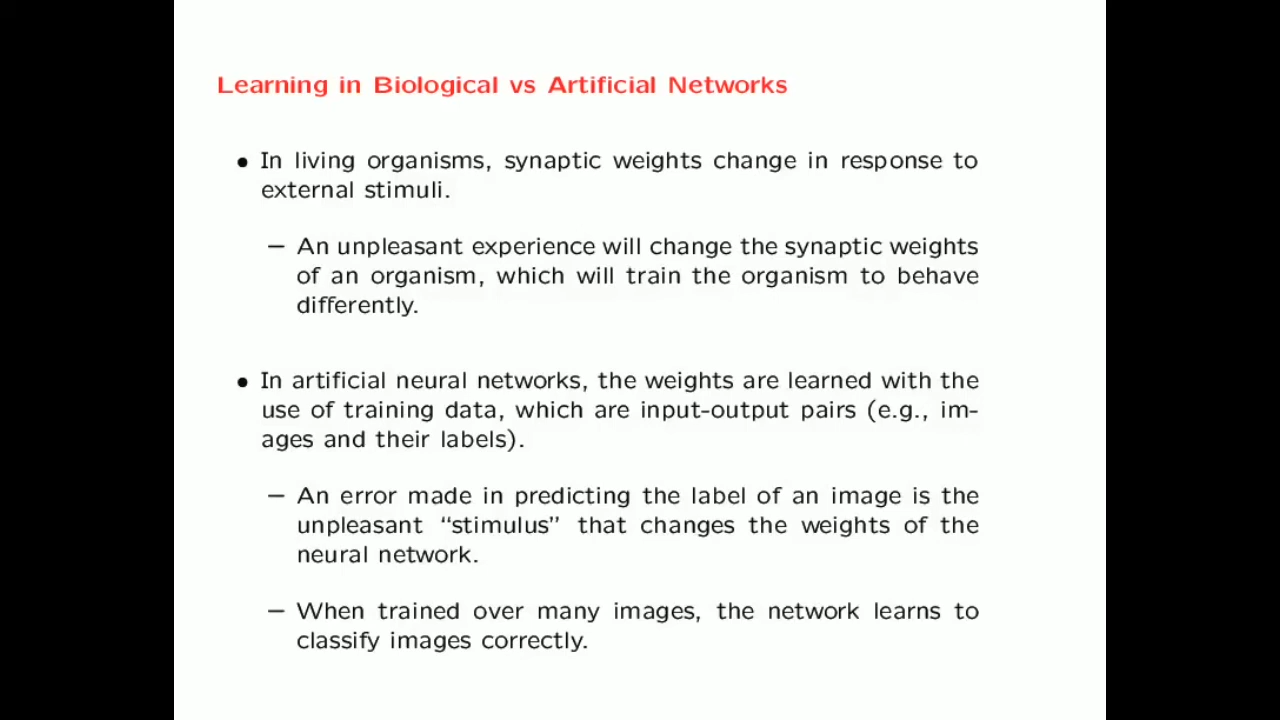 Learning in Biological vs Artificial Networks
• In living organisms, synaptic weights change in response to
external stimuli.
– An unpleasant experience will change the synaptic weights
of an organism, which will train the organism to behave
differently.
• In artificial neural networks, the weights are learned with the
use of training data, which are input-output pairs (e.g., im-
ages and their labels).
– An error made in predicting the label of an image is the
unpleasant “stimulus” that changes the weights of the
neural network.
– When trained over many images, the network learns to
classify images correctly.